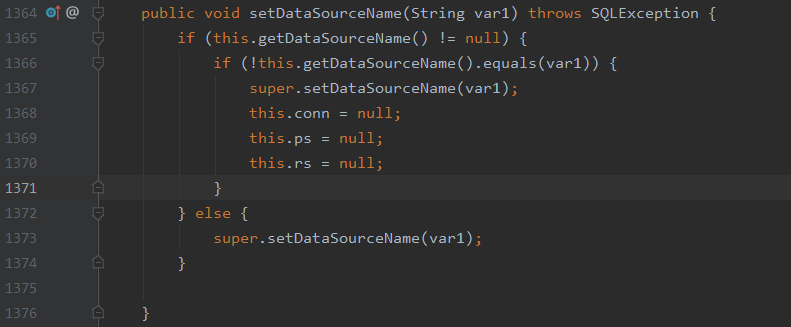 1364 @ public void setDataSourceName(String var1) throws SQLException {
1365 if (this.getDataSourceName() != null) {
1366 if (!this.getDataSourceName().equals(var1)) {
1367 super.setDataSourceName(var1);
1368 this.conn = null;
1369 this.ps = null;
1370 this.rs = null;
1371 }
1372 } else {
1373 super.setDataSourceName(var1);
1374 }
1375
1376 }